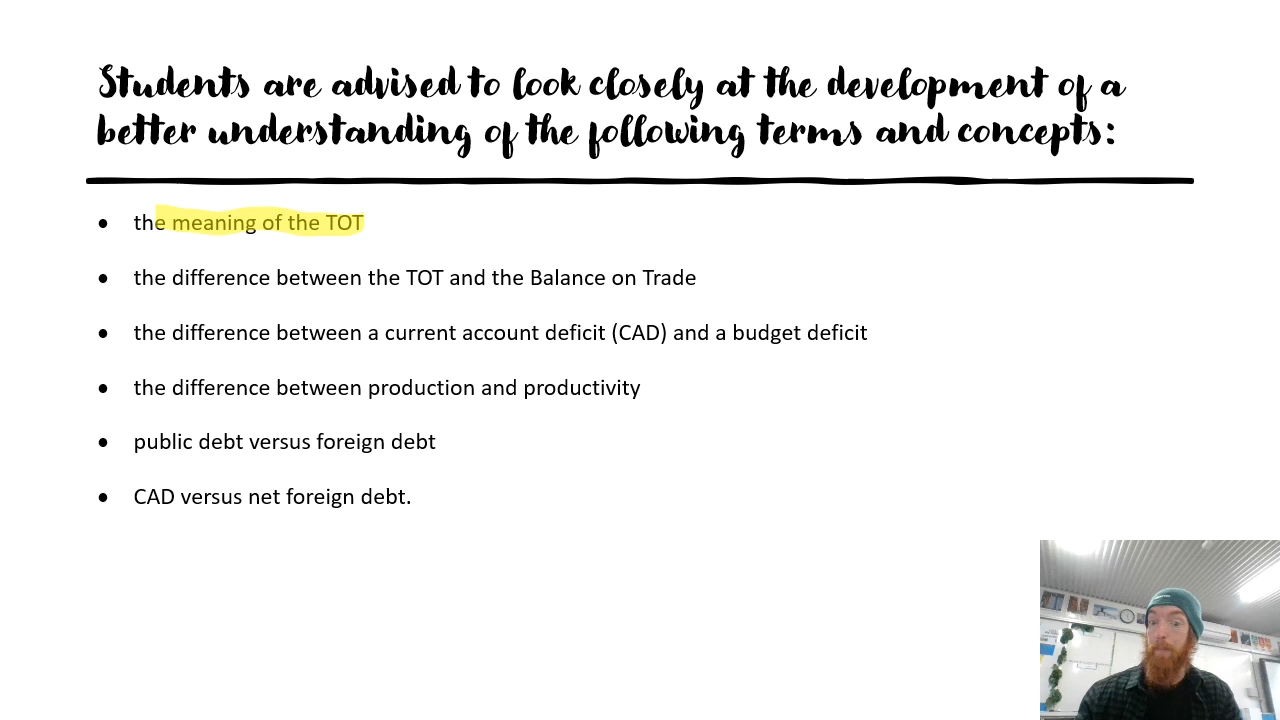 Students are advised to look closely at the development of a
better understanding of the following terms and concepts:
• the meaning of the TOT
• the difference between the TOT and the Balance on Trade
• the difference between a current account deficit (CAD) and a budget deficit
• the difference between production and productivity
• public debt versus foreign debt
• CAD versus net foreign debt.